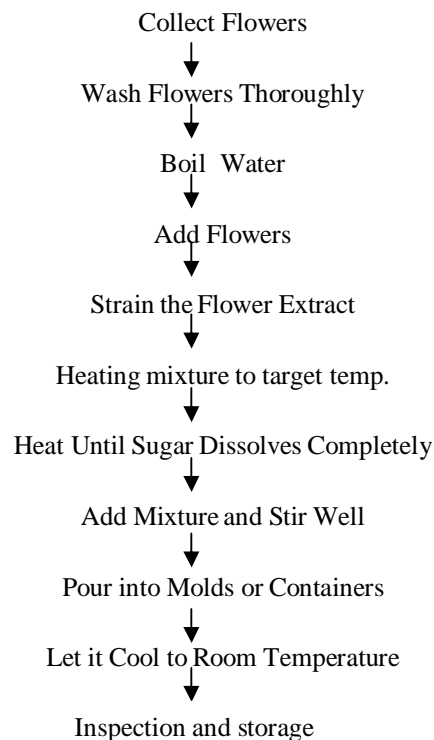 Collect Flowers
Wash Flowers Thoroughly
Boil Water
Add Flowers
Strain the Flower Extract
Heating mixture to target temp.
Heat Until Sugar Dissolves Completely
Add Mixture and Stir Well
Pour into Molds or Containers
Let it Cool to Room Temperature
Inspection and storage